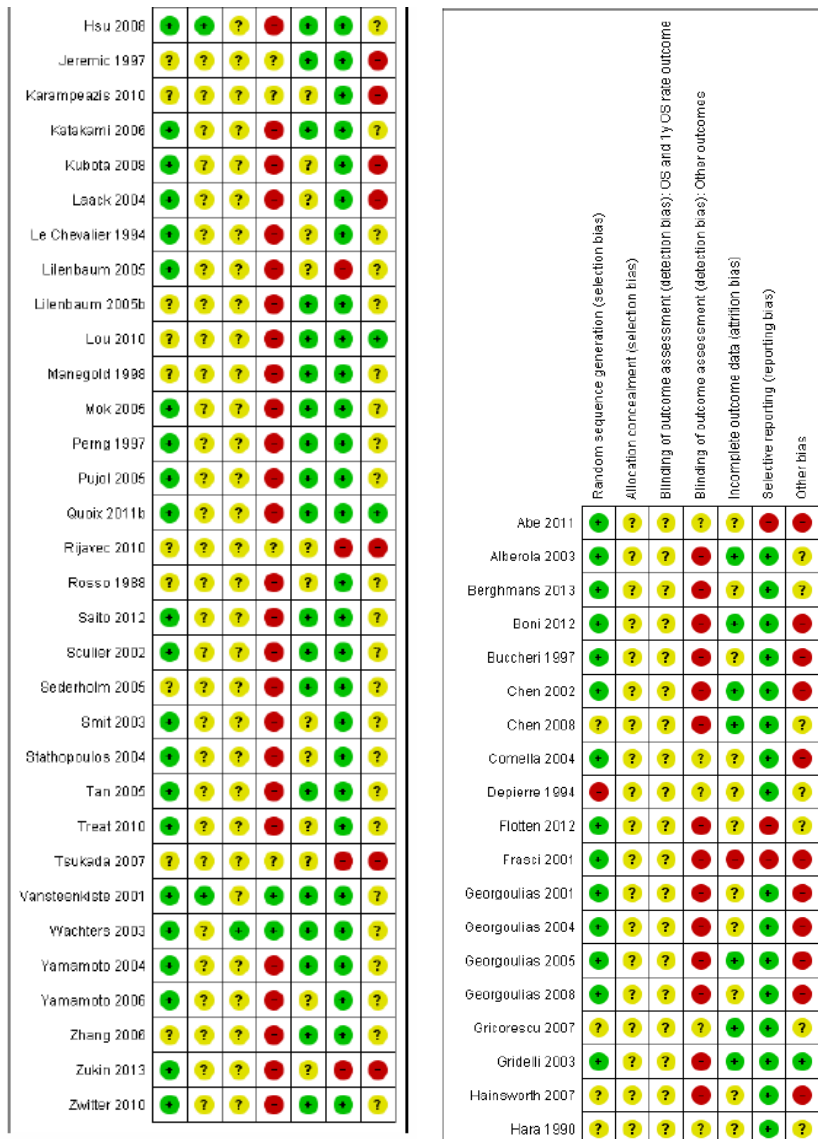 Hsu 2008 + + ? - + + ?
Jeremic 1997 ? ? ? ? + + -
Karampeazis 2010 ? ? ? ? ? + -
Katakami 2006 + ? ? - + + ?
Kubota 2008 + ? ? - ? + -
Laack 2004 + ? ? - ? + -
Le Chevalier 1994 + ? ? - ? + ?
Lilenbaum 2005 + ? ? - ? - ?
Lilenbaum 2005b ? ? ? - + + ?
Lou 2010 ? ? ? - + + +
Manegold 1998 ? ? ? - + + ?
Mok 2005 + ? ? - + + ?
Perng 1997 + ? ? - + + ?
Pujol 2005 + ? ? - + + ?
Quoix 2011b + ? ? - + + +
Rijavec 2010 ? ? ? ? ? - -
Rosso 1988 ? ? ? - ? + ?
Saito 2012 + ? ? - + + ?
Sculier 2002 + ? ? - + + ?
Sederholm 2005 ? ? ? - + + ?
Smit 2003 + ? ? - ? + ?
Stathopoulos 2004 + ? ? - ? + ?
Tan 2005 + ? ? - + + ?
Treat 2010 + ? ? - ? + ?
Tsukada 2007 ? ? ? ? ? - -
Vansteenkiste 2001 + + ? + + + ?
Wachters 2003 + ? + + + + ?
Yamamoto 2004 + ? ? - + + ?
Yamamoto 2006 + ? ? - ? + ?
Zhang 2006 ? ? ? - + + ?
Zukin 2013 + ? ? - ? - -
Zwitter 2010 + ? ? - + + ?
Random sequence generation (selection bias)
Allocation concealment (selection bias)
Blinding of outcome assessment (detection bias): OS and 1y OS rate outcome
Blinding of outcome assessment (detection bias): Other outcomes
Incomplete outcome data (attrition bias)
Selective reporting (reporting bias)
Other bias
Abe 2011 + ? ? ? ? - -
Alberola 2003 + ? ? - + + ?
Berghmans 2013 + ? ? - ? + ?
Boni 2012 + ? ? - + + -
Buccheri 1997 + ? ? - ? + -
Chen 2002 + ? ? - + + -
Chen 2008 ? ? ? - + + ?
Comella 2004 + ? ? ? ? + -
Depierre 1994 - ? ? ? ? + ?
Flotten 2012 + ? ? - ? - ?
Frasci 2001 + ? ? - - - -
Georgoulias 2001 + ? ? - ? + -
Georgoulias 2004 + ? ? - ? + -
Georgoulias 2005 + ? ? - + + -
Georgoulias 2008 + ? ? - ? + -
Gricorescu 2007 ? ? ? ? + + ?
Gridelli 2003 + ? ? - + + +
Hainsworth 2007 ? ? ? - ? + -
Hara 1990 ? ? ? ? ? + ?